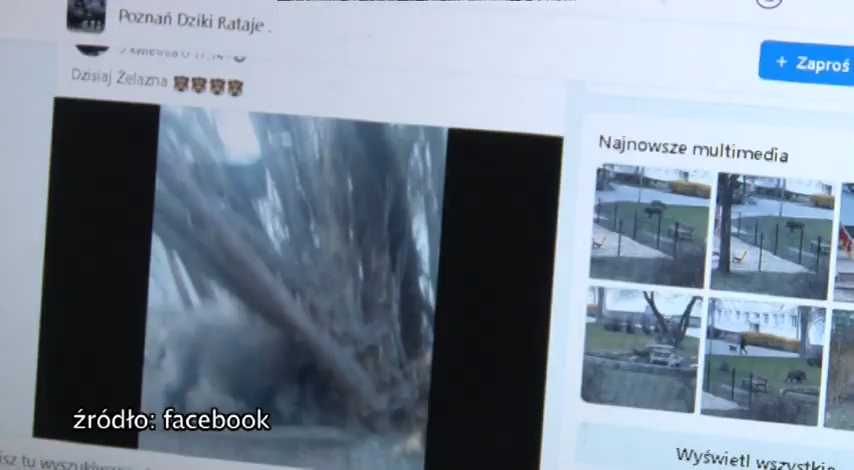 Poznań Dziki Rataje .
+ Zaproś
Dzisiaj Żelazna
Najnowsze multimedia
źródło: facebook
Wyświetl wszystkie